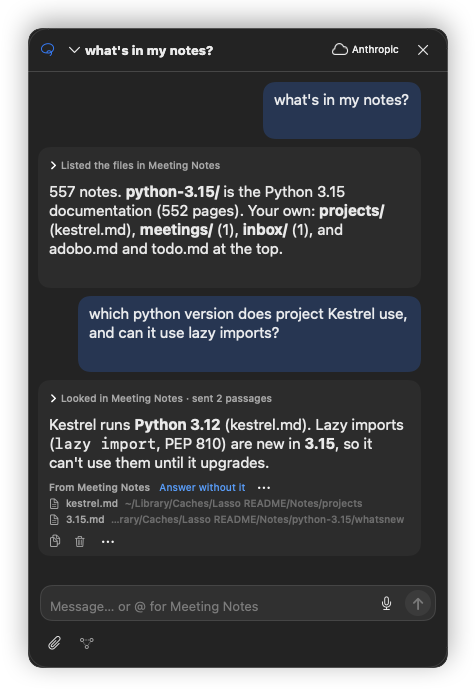 what's in my notes?
Anthropic
what's in my notes?
Listed the files in Meeting Notes
557 notes. python-3.15/ is the Python 3.15
documentation (552 pages). Your own: projects/
(kestrel.md), meetings/ (1), inbox/ (1), and
adobo.md and todo.md at the top.
which python version does project Kestrel use,
and can it use lazy imports?
Looked in Meeting Notes · sent 2 passages
Kestrel runs Python 3.12 (kestrel.md). Lazy imports
(lazy import, PEP 810) are new in 3.15, so it
can't use them until it upgrades.
From Meeting Notes Answer without it
kestrel.md ~/Library/Caches/Lasso README/Notes/projects
3.15.md ...rary/Caches/Lasso README/Notes/python-3.15/whatsnew
Message... or @ for Meeting Notes